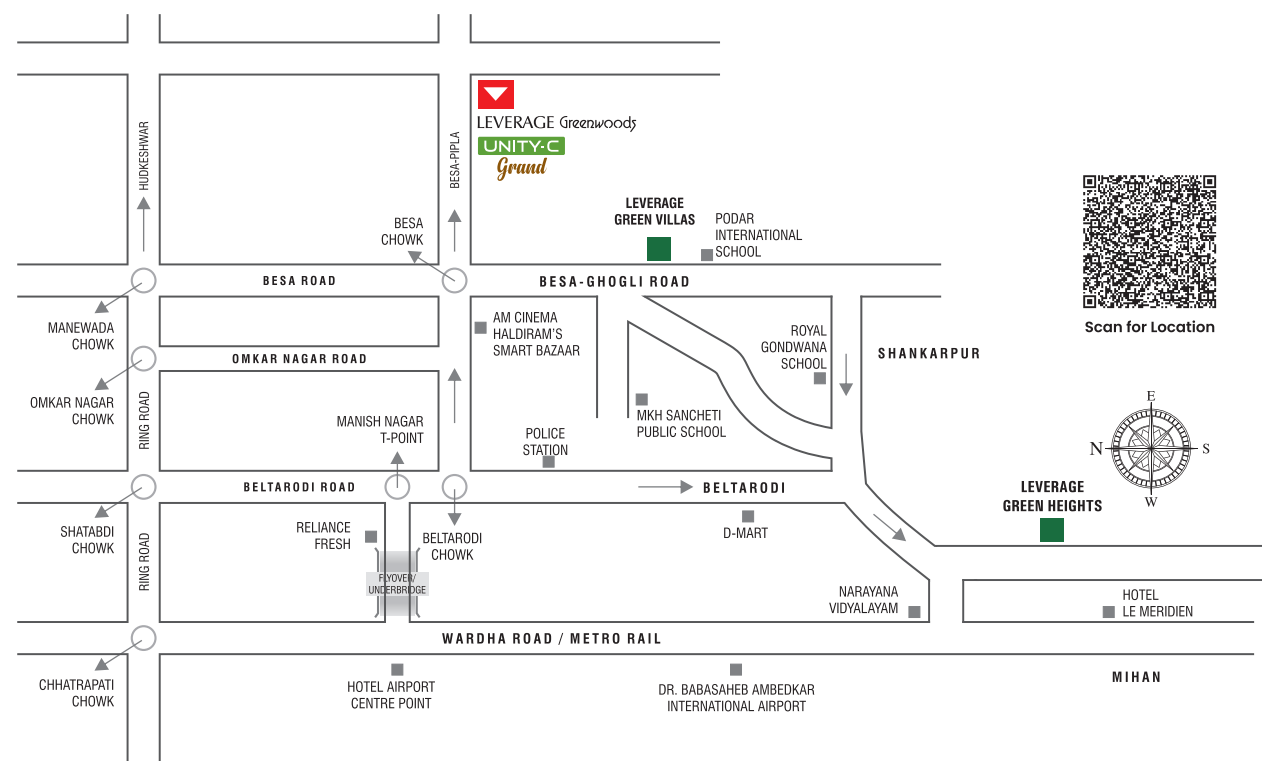 HUDKESHWAR
BESA-PIPLA
LEVERAGE Greenwoods
UNITY-C
Grand
LEVERAGE
GREEN VILLAS
PODAR
INTERNATIONAL
SCHOOL
BESA
CHOWK
BESA ROAD
BESA-GHOGLI ROAD
Scan for Location
MANEWADA
CHOWK
AM CINEMA
HALDIRAM'S
SMART BAZAAR
ROYAL
GONDWANA
SCHOOL
SHANKARPUR
OMKAR NAGAR ROAD
OMKAR NAGAR
CHOWK
RING ROAD
MANISH NAGAR
T-POINT
POLICE
STATION
MKH SANCHETI
PUBLIC SCHOOL
E
N
S
W
BELTARODI ROAD
BELTARODI
LEVERAGE
GREEN HEIGHTS
SHATABDI
CHOWK
RING ROAD
RELIANCE
FRESH
BELTARODI
CHOWK
D-MART
FLYOVER/
UNDERBRIDGE
NARAYANA
VIDYALAYAM
HOTEL
LE MERIDIEN
WARDHA ROAD / METRO RAIL
CHHATRAPATI
CHOWK
HOTEL AIRPORT
CENTRE POINT
DR. BABASAHEB AMBEDKAR
INTERNATIONAL AIRPORT
MIHAN